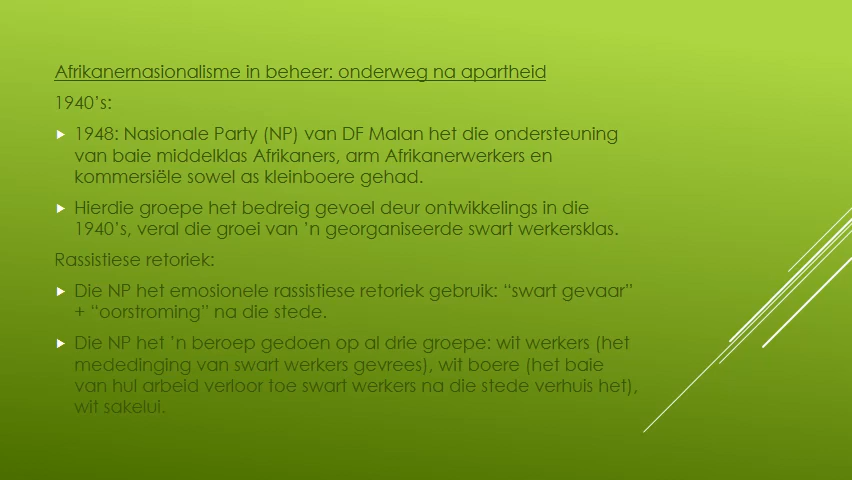 Afrikanernasionalisme in beheer: onderweg na apartheid
1940's:
1948: Nasionale Party (NP) van DF Malan het die ondersteuning
van baie middelklas Afrikaners, arm Afrikanerwerkers en
kommersiële sowel as kleinboere gehad.
Hierdie groepe het bedreig gevoel deur ontwikkelings in die
1940's, veral die groei van 'n georganiseerde swart werkersklas.
Rassistiese retoriek:
Die NP het emosionele rassistiese retoriek gebruik: “swart gevaar”
+ “oorstroming” na die stede.
Die NP het 'n beroep gedoen op al drie groepe: wit werkers (het
mededinging van swart werkers gevrees), wit boere (het baie
van hul arbeid verloor toe swart werkers na die stede verhuis het),
wit sakelui.